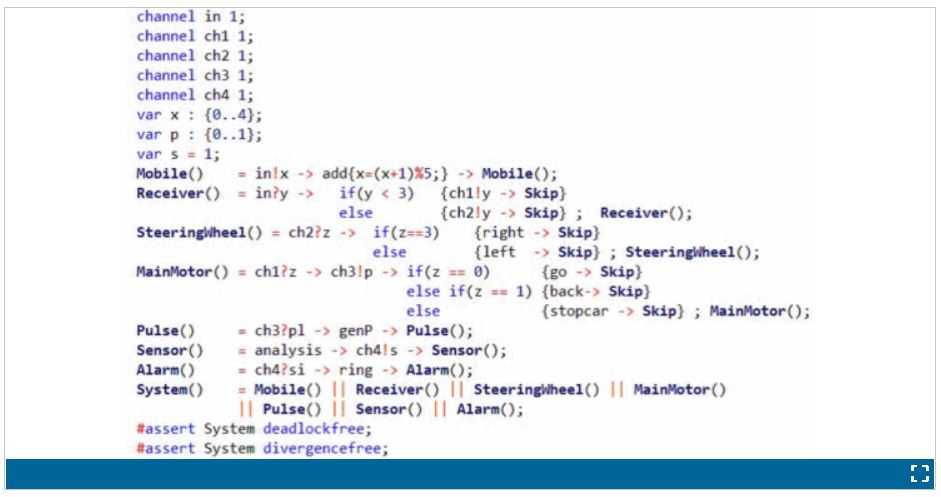 channel in 1;
channel ch1 1;
channel ch2 1;
channel ch3 1;
channel ch4 1;
var x : {0..4};
var p : {0..1};
var s = 1;
Mobile() = in!x -> add{x=(x+1)%5;} -> Mobile();
Receiver() = in?y -> if(y < 3) {ch1!y -> Skip}
else {ch2!y -> Skip} ; Receiver();
SteeringWheel() = ch2?z -> if(z==3) {right -> Skip}
else {left -> Skip} ; SteeringWheel();
MainMotor() = ch1?z -> ch3!p -> if(z == 0) {go -> Skip}
else if(z == 1) {back-> Skip}
else {stopcar -> Skip} ; MainMotor();
Pulse() = ch3?pl -> genP -> Pulse();
Sensor() = analysis -> ch4!s -> Sensor();
Alarm() = ch4?si -> ring -> Alarm();
System() = Mobile() || Receiver() || SteeringWheel() || MainMotor()
|| Pulse() || Sensor() || Alarm();
#assert System deadlockfree;
#assert System divergencefree;